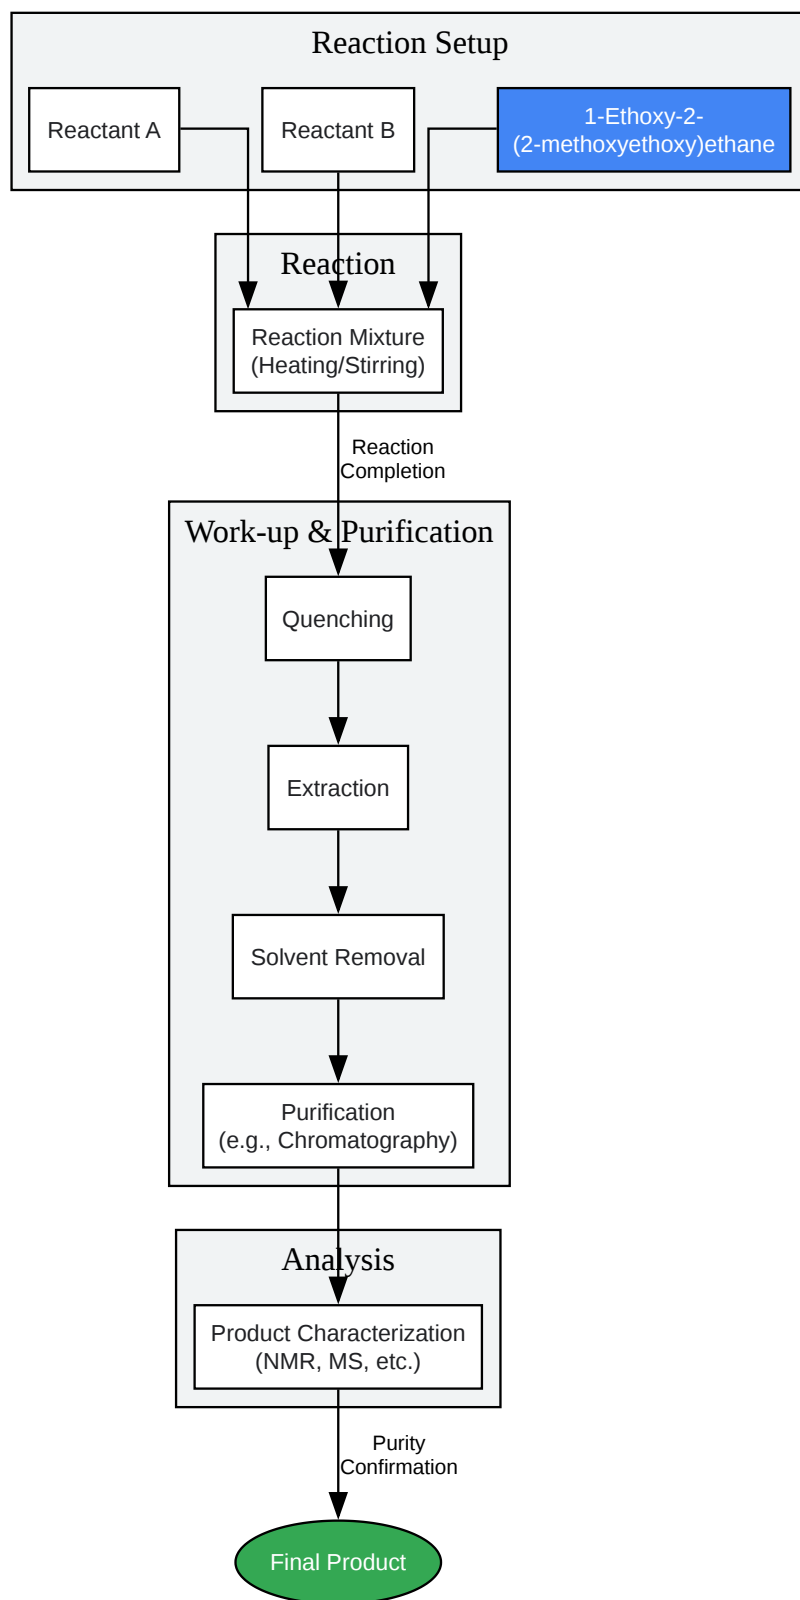 Reaction Setup
Reactant A
Reactant B
1-Ethoxy-2-
(2-methoxyethoxy)ethane
Reaction
Reaction Mixture
(Heating/Stirring)
Reaction
Completion
Work-up & Purification
Quenching
Extraction
Solvent Removal
Purification
(e.g., Chromatography)
Analysis
Product Characterization
(NMR, MS, etc.)
Purity
Confirmation
Final Product